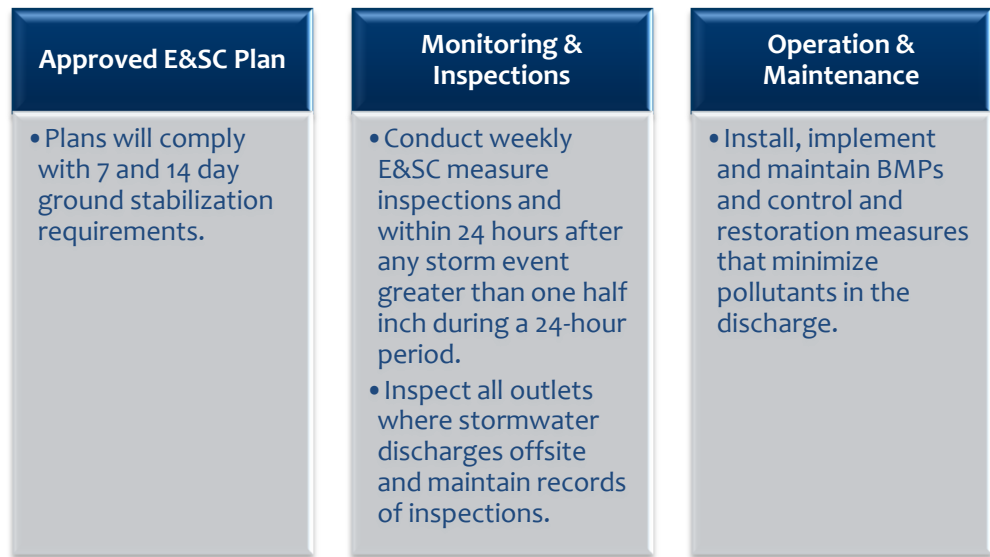 Approved E&SC Plan
•Plans will comply
with 7 and 14 day
ground stabilization
requirements.
Monitoring &
Inspections
•Conduct weekly
E&SC measure
inspections and
within 24 hours after
any storm event
greater than one half
inch during a 24-hour
period.
•Inspect all outlets
where stormwater
discharges offsite
and maintain records
of inspections.
Operation &
Maintenance
•Install, implement
and maintain BMPs
and control and
restoration measures
that minimize
pollutants in the
discharge.